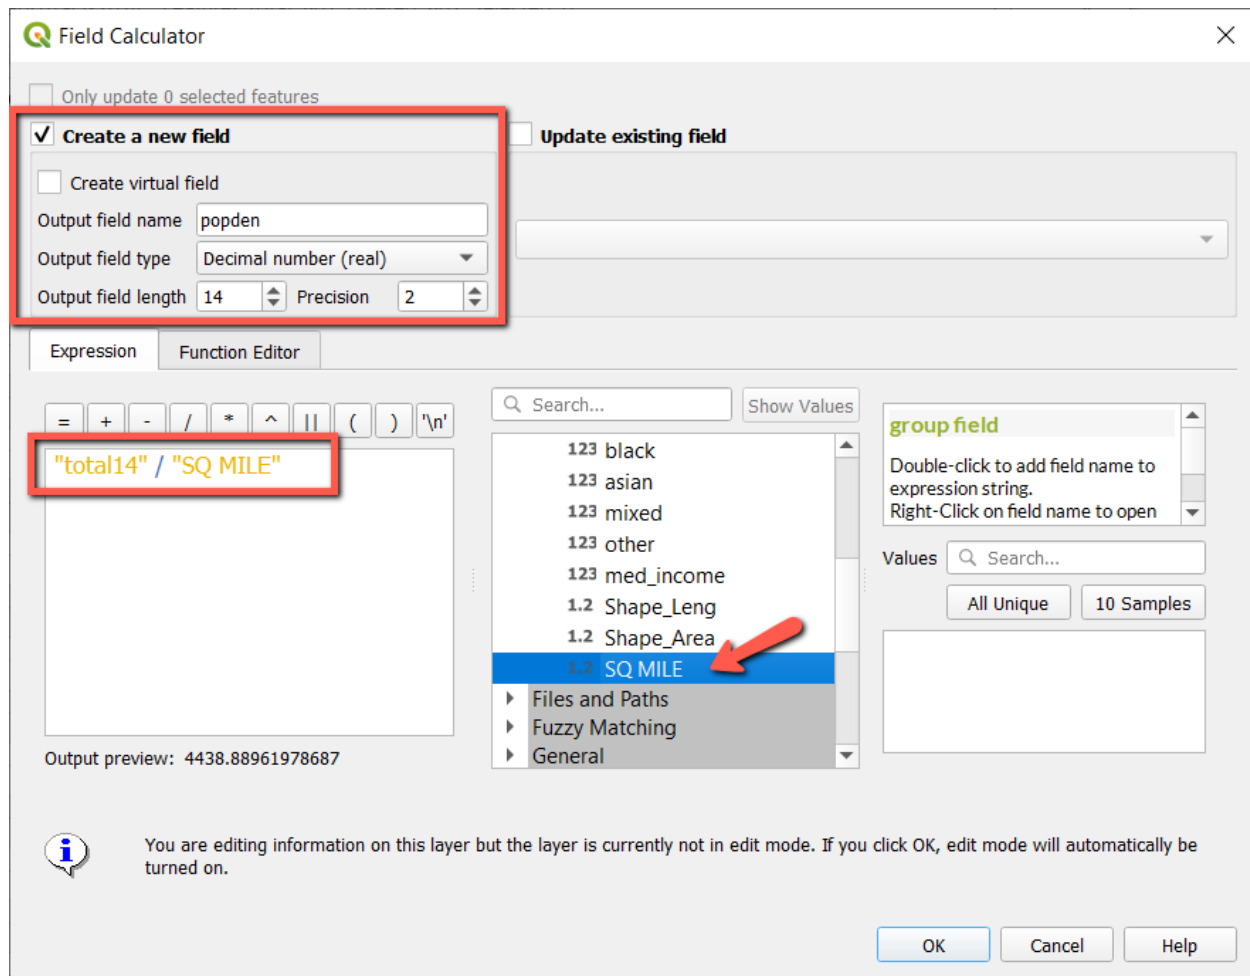 Field Calculator
Only update 0 selected features
Create a new field
Update existing field
Create virtual field
Output field name popden
Output field type Decimal number (real)
Output field length 14 Precision 2
Expression Function Editor
= + - / * ^ || ( ) '\n'
Search... Show Values
"total14" / "SQ MILE"
123 black
123 asian
123 mixed
123 other
123 med_income
1.2 Shape_Leng
1.2 Shape_Area
1.2 SQ MILE
Files and Paths
Fuzzy Matching
General
group field
Double-click to add field name to
expression string.
Right-Click on field name to open
Values Search...
All Unique 10 Samples
Output preview: 4438.88961978687
You are editing information on this layer but the layer is currently not in edit mode. If you click OK, edit mode will automatically be
turned on.
OK Cancel Help